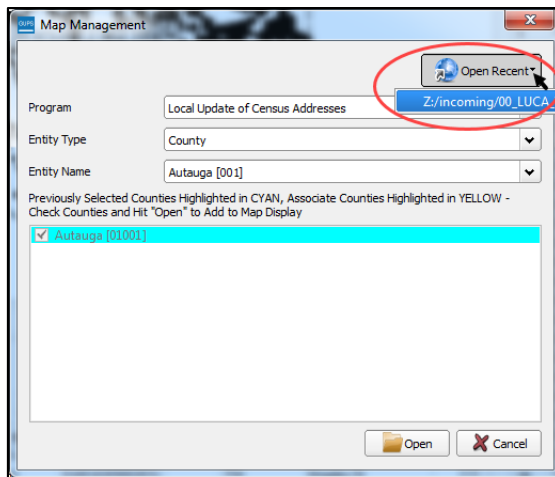 GUPS Map Management
Open Recent
Z:/incoming/00_LUCA_
Program
Local Update of Census Addresses
Entity Type
County
Entity Name
Autauga [001]
Previously Selected Counties Highlighted in CYAN, Associate Counties Highlighted in YELLOW -
Check Counties and Hit "Open" to Add to Map Display
Autauga [01001]
Open
Cancel